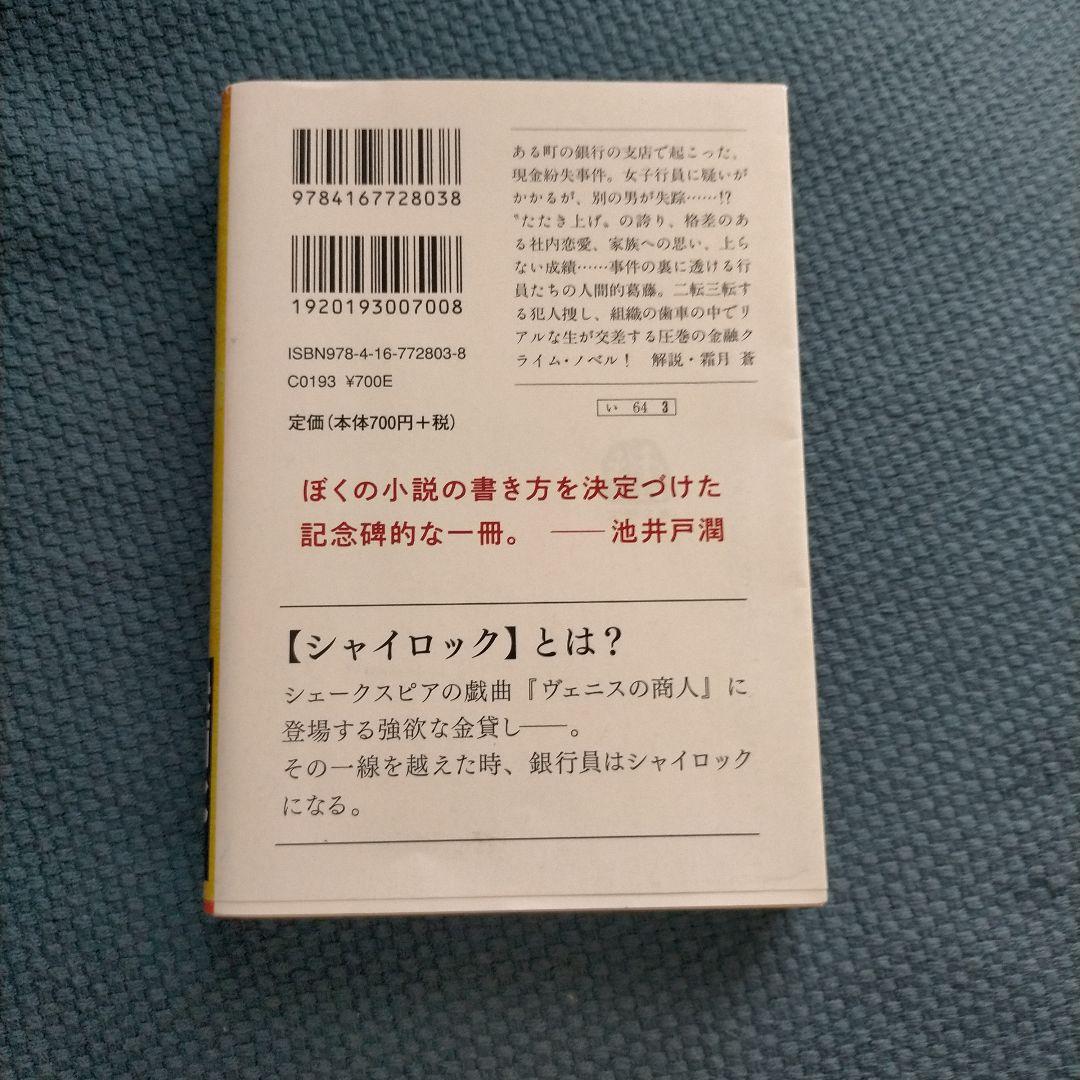 9784167728038
1920193007008
ISBN978-4-16-772803-8
C0193 ¥700E
定価(本体700円+税)
ある町の銀行の支店で起こった、
現金紛失事件。女子行員に疑いが
かかるが、別の男が失踪……!?
〝たたき上げ〟の誇り、格差のあ
る社内恋愛、家族への思い、上ら
ない成績……事件の裏に透ける行
員たちの人間的葛藤。二転三転す
る犯人捜し、組織の歯車の中でリ
アルな生が交差する圧巻の金融ク
ライム・ノベル! 解説・霜月 蒼
い 64 3
ぼくの小説の書き方を決定づけた
記念碑的な一冊。 ——池井戸潤
【シャイロック】とは?
シェークスピアの戯曲『ヴェニスの商人』に
登場する強欲な金貸し——。
その一線を越えた時、銀行員はシャイロック
になる。